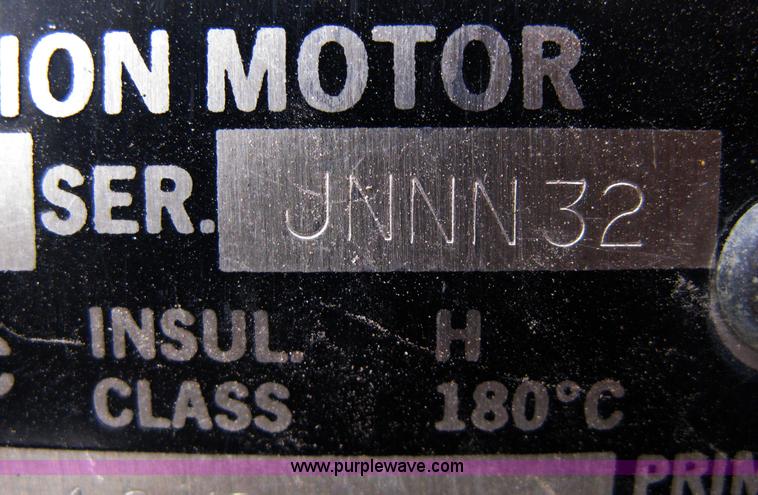 ION MOTOR
SER. JNNN32
INSUL. H
CLASS 180°C
www.purplewave.com
PRIM